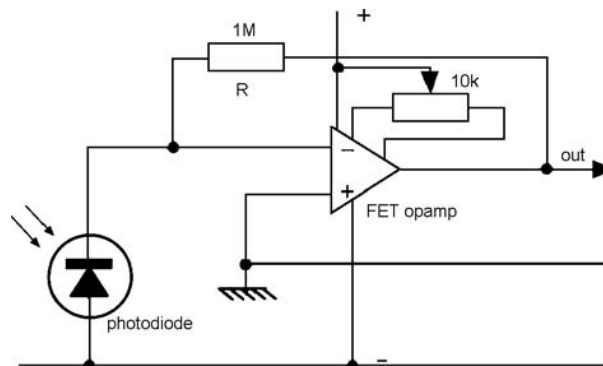 +
1M
10k
R
−
out
+
FET opamp
photodiode
-